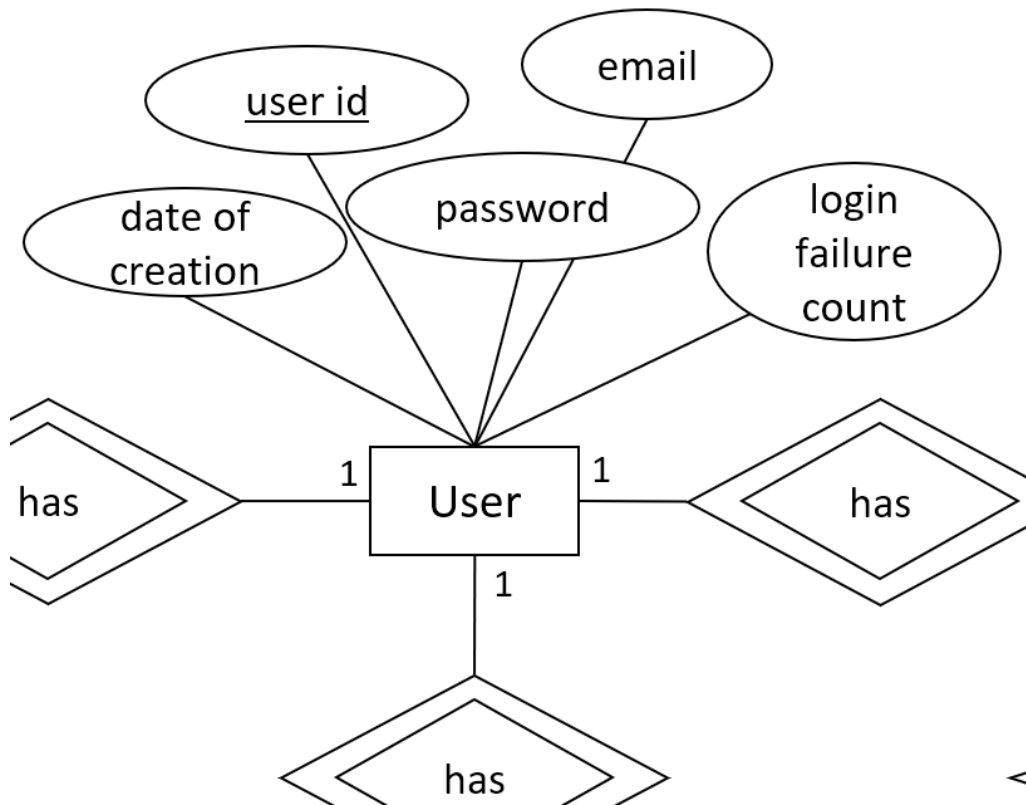 email
user id
password
login
failure
count
date of
creation
1
1
has
User
has
1
has